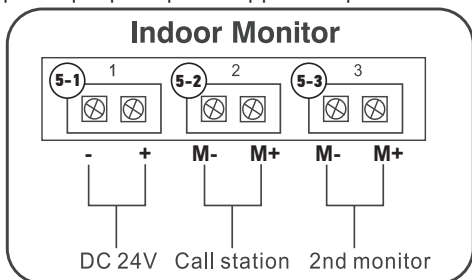 Indoor Monitor
5-1 1 5-2 2 5-3 3
- + M- M+ M- M+
DC 24V Call station 2nd monitor